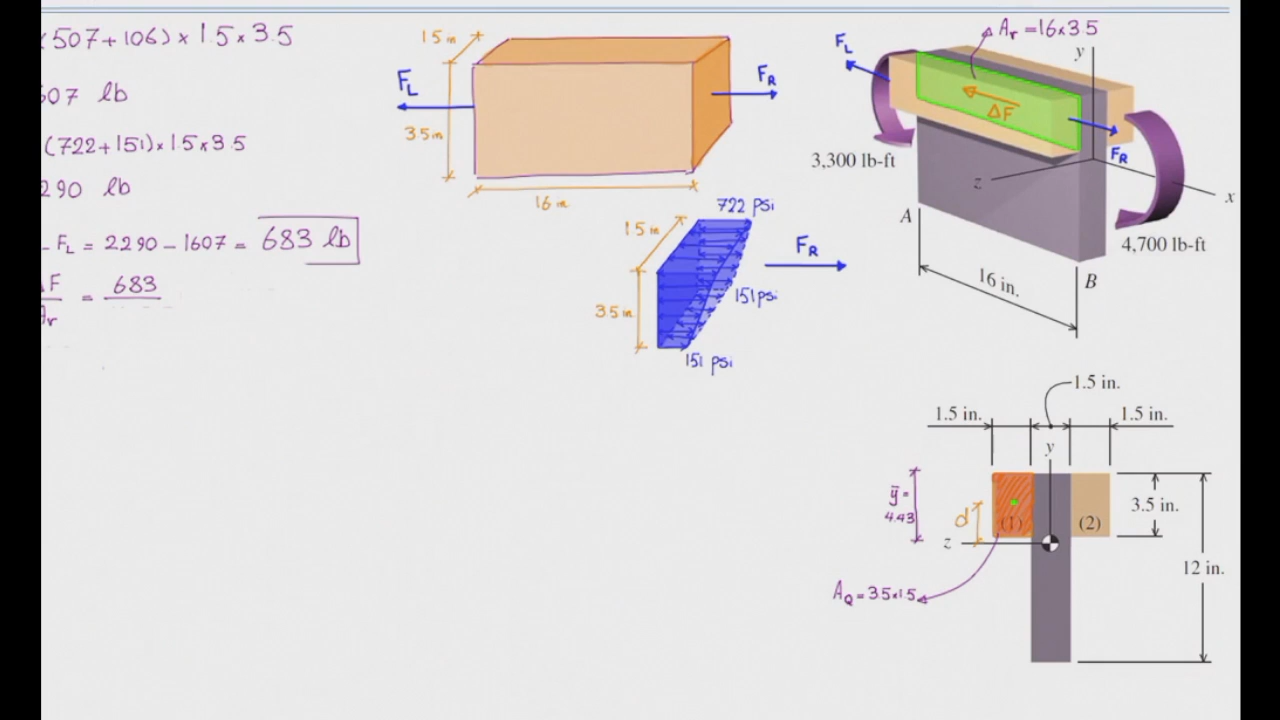 (507+106)×1.5×3.5
607 lb
(722+151)×1.5×3.5
290 lb
- F_L = 2290 - 1607 = 683 lb
ΔF / A_r = 683
1.5 in
F_L
F_R
3.5 in
16 in
722 psi
1.5 in
F_R
151 psi
3.5 in
151 psi
A_r = 16×3.5
F_L
y
ΔF
F_R
3,300 lb-ft
z
x
A
4,700 lb-ft
16 in.
B
1.5 in.
1.5 in.
1.5 in.
y
ȳ =
4.43
d
(1)
(2)
3.5 in.
z
12 in.
A_Q = 3.5×1.5